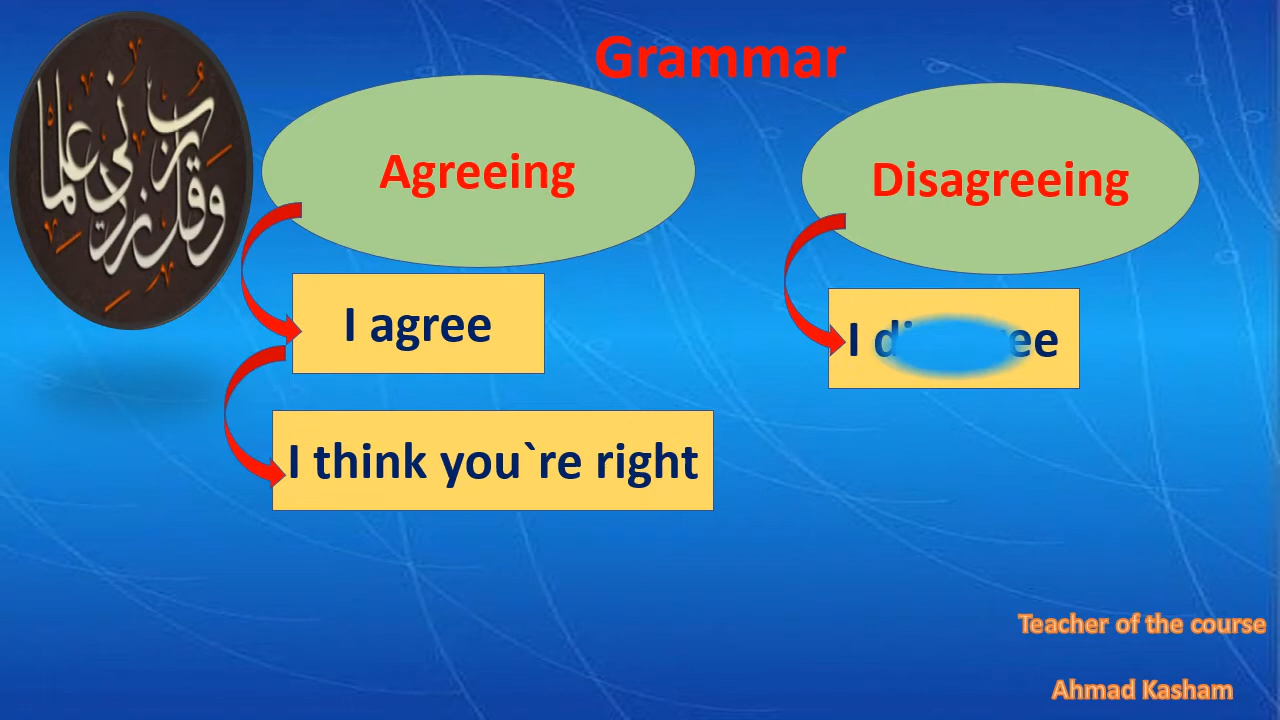 وقل رب زدني علما
Grammar
Agreeing
Disagreeing
I agree
I
I think you`re right
Teacher of the course
Ahmad Kasham